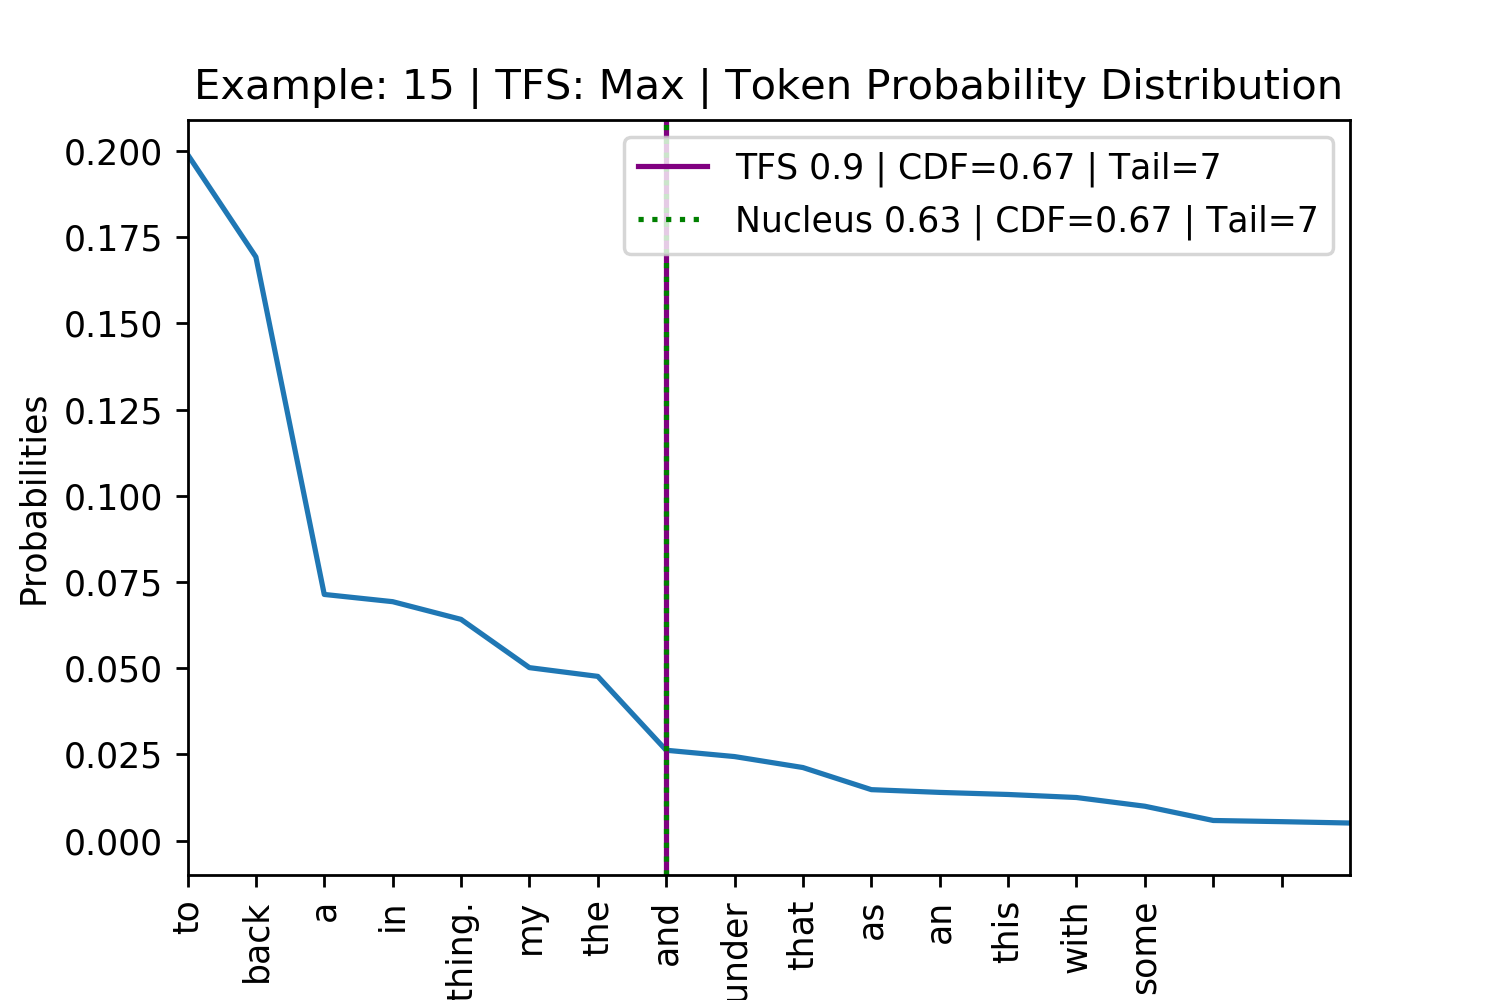 Example: 15 | TFS: Max | Token Probability Distribution
TFS 0.9 | CDF=0.67 | Tail=7
Nucleus 0.63 | CDF=0.67 | Tail=7
Probabilities
0.200
0.175
0.150
0.125
0.100
0.075
0.050
0.025
0.000
to
back
a
in
thing.
my
the
and
under
that
as
an
this
with
some